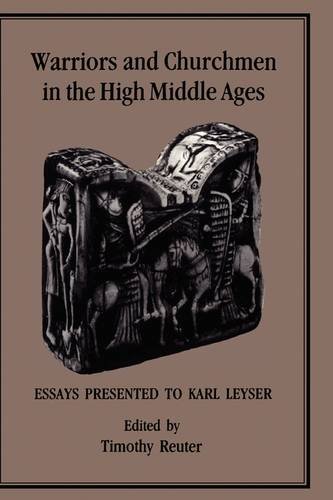 Warriors and Churchmen
in the High Middle Ages
ESSAYS PRESENTED TO KARL LEYSER
Edited by
Timothy Reuter